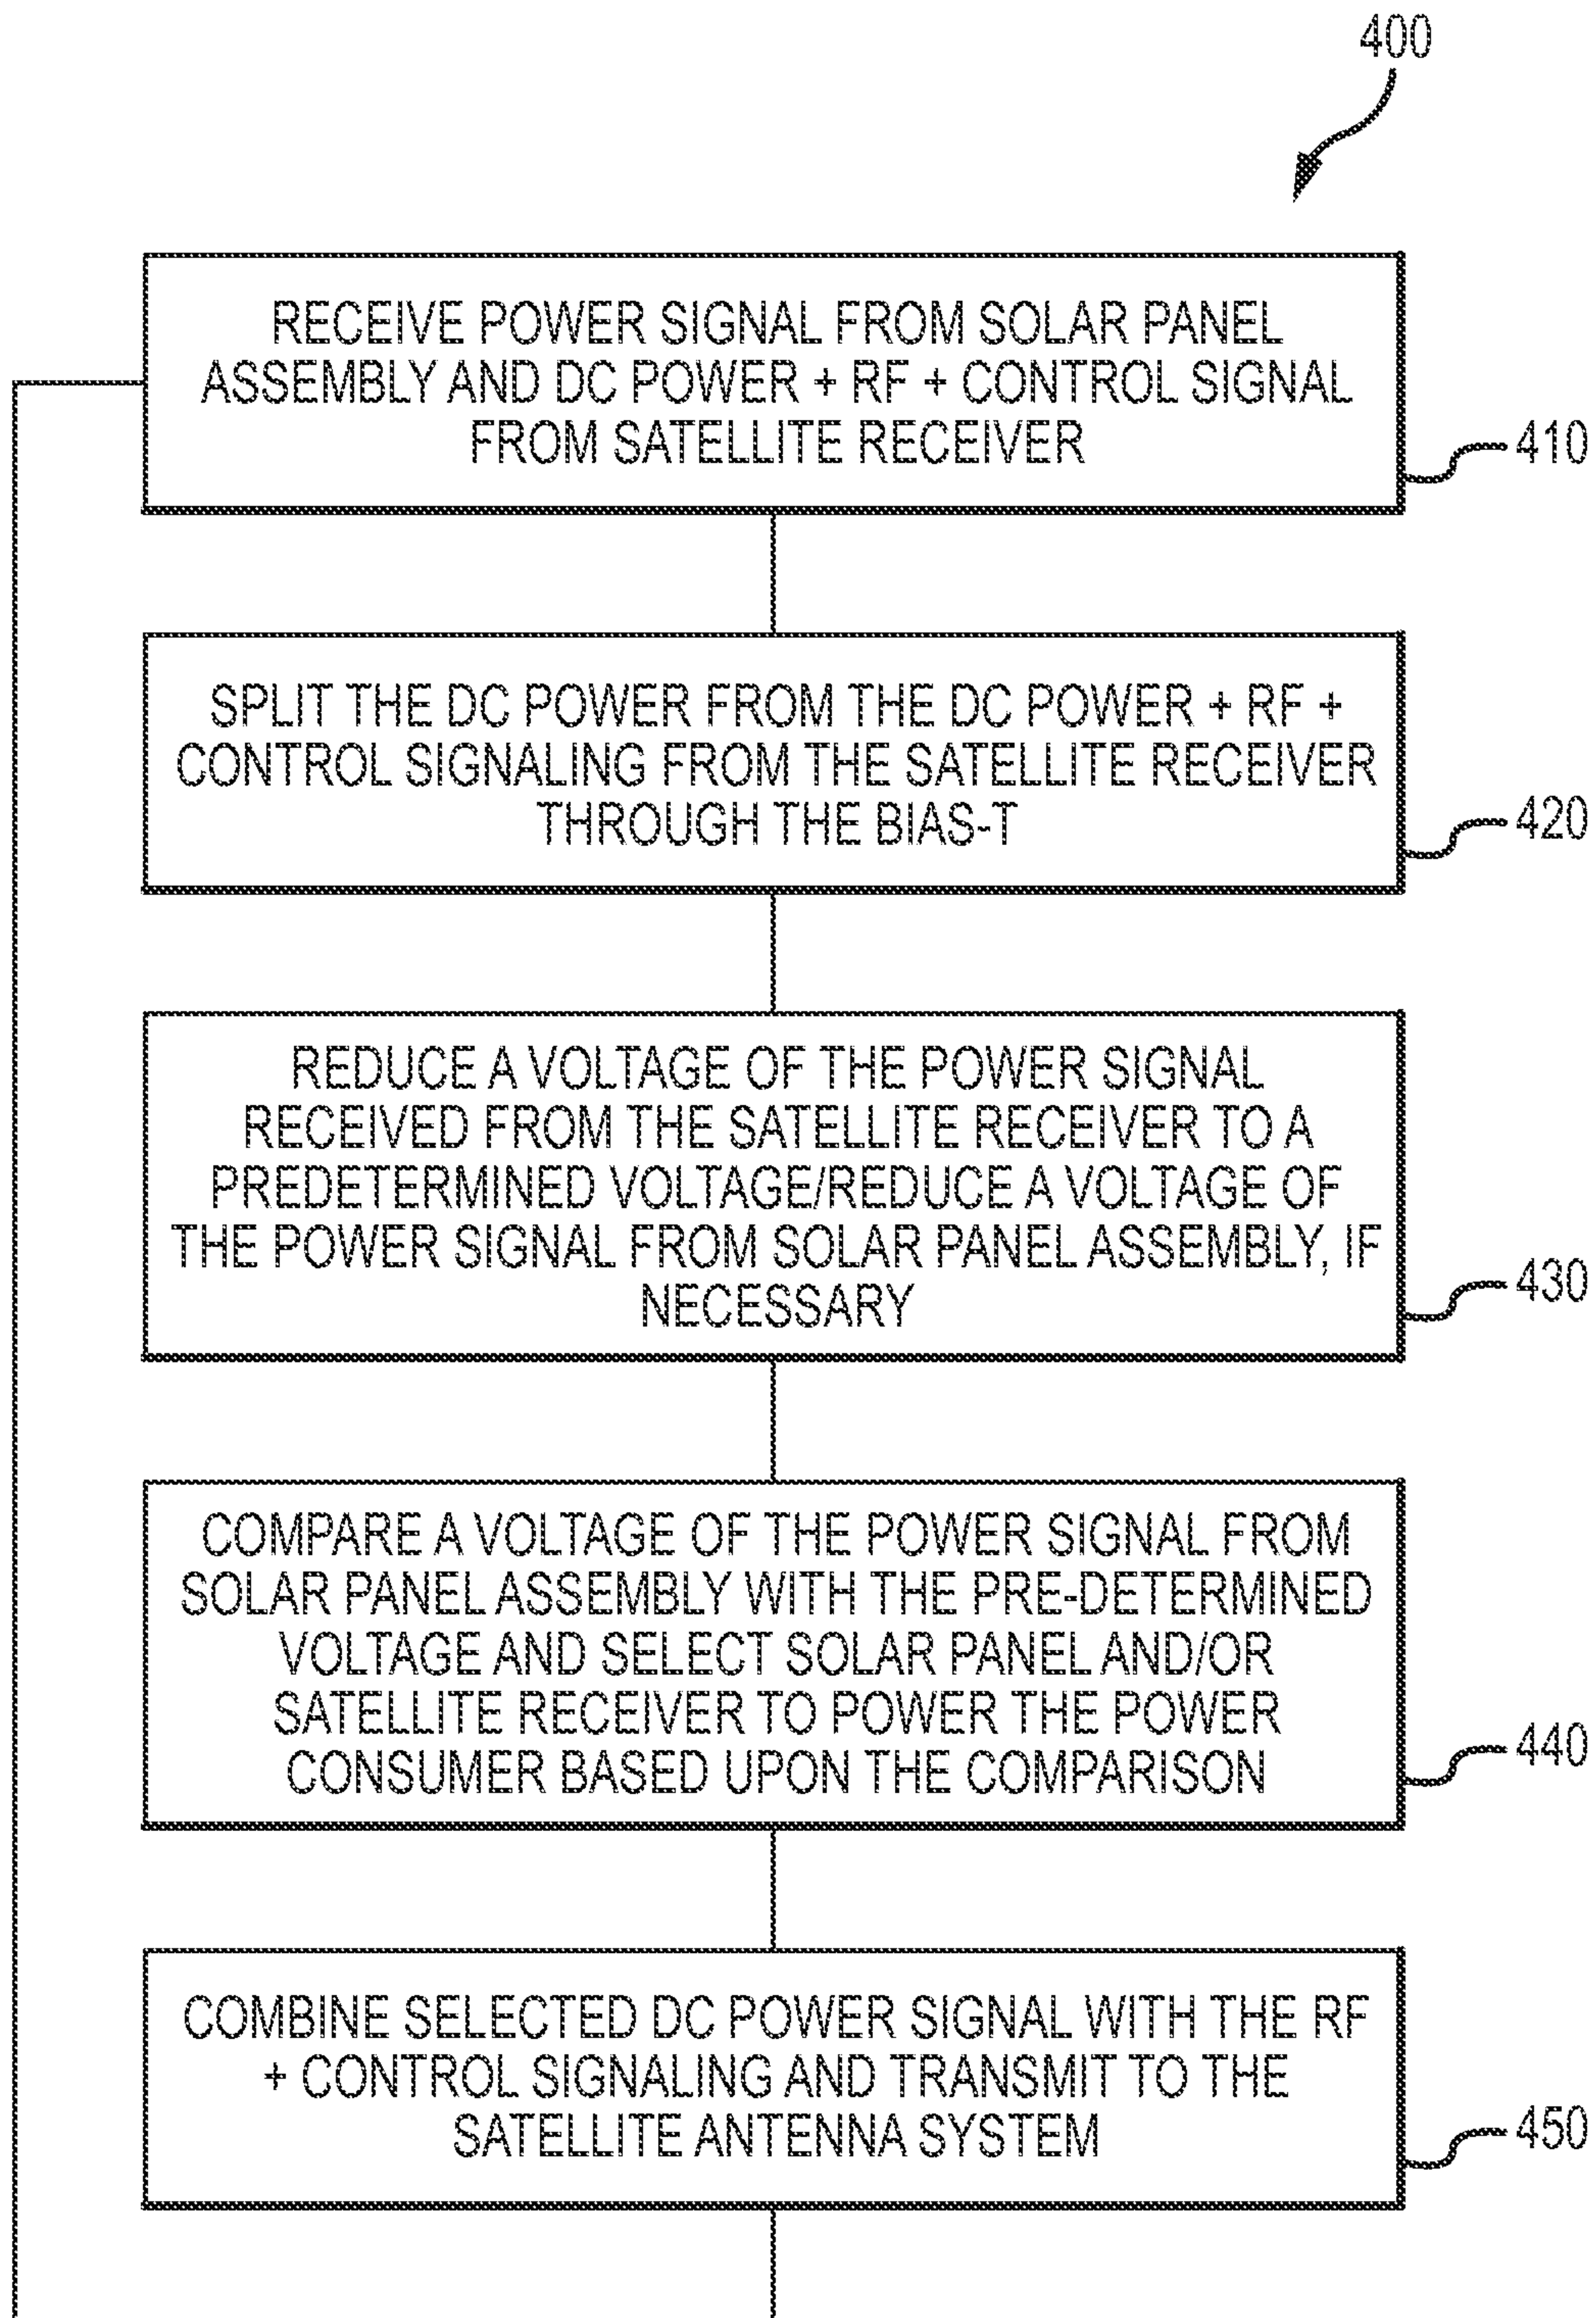 400
RECEIVE POWER SIGNAL FROM SOLAR PANEL
ASSEMBLY AND DC POWER + RF + CONTROL SIGNAL
FROM SATELLITE RECEIVER
410
SPLIT THE DC POWER FROM THE DC POWER + RF +
CONTROL SIGNALING FROM THE SATELLITE RECEIVER
THROUGH THE BIAS-T
420
REDUCE A VOLTAGE OF THE POWER SIGNAL
RECEIVED FROM THE SATELLITE RECEIVER TO A
PREDETERMINED VOLTAGE/REDUCE A VOLTAGE OF
THE POWER SIGNAL FROM SOLAR PANEL ASSEMBLY, IF
NECESSARY
430
COMPARE A VOLTAGE OF THE POWER SIGNAL FROM
SOLAR PANEL ASSEMBLY WITH THE PRE-DETERMINED
VOLTAGE AND SELECT SOLAR PANEL AND/OR
SATELLITE RECEIVER TO POWER THE POWER
CONSUMER BASED UPON THE COMPARISON
440
COMBINE SELECTED DC POWER SIGNAL WITH THE RF
+ CONTROL SIGNALING AND TRANSMIT TO THE
SATELLITE ANTENNA SYSTEM
450